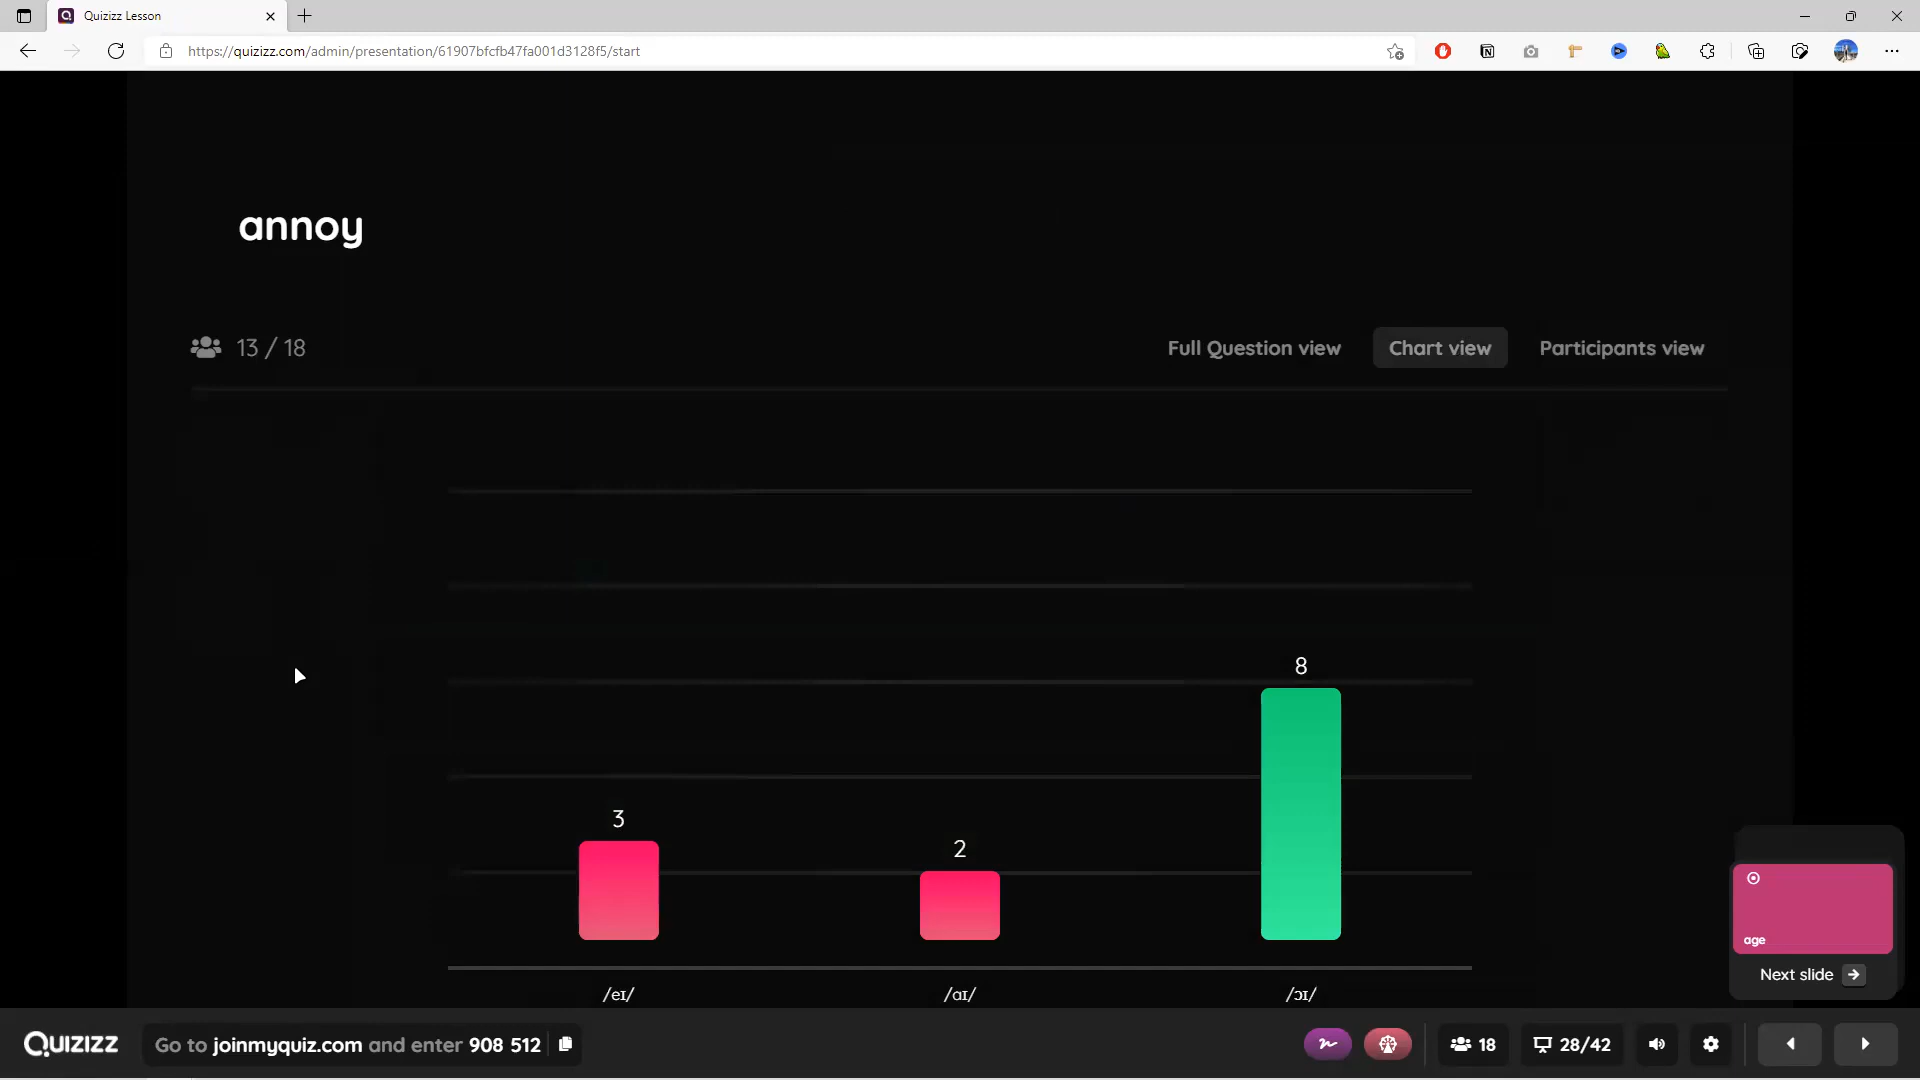 Quizizz Lesson
https://quizizz.com/admin/presentation/61907bfcfb47fa001d3128f5/start
annoy
13 / 18
Full Question view
Chart view
Participants view
8
3
2
/eɪ/
/ɑɪ/
/ɔɪ/
age
Next slide
QUIZIZZ
Go to joinmyquiz.com and enter 908 512
18
28/42